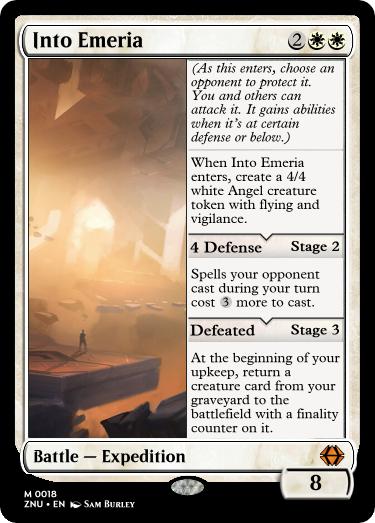 Into Emeria 2
(As this enters, choose an
opponent to protect it.
You and others can
attack it. It gains abilities
when it's at certain
defense or below.)
When Into Emeria
enters, create a 4/4
white Angel creature
token with flying and
vigilance.
4 Defense Stage 2
Spells your opponent
cast during your turn
cost 3 more to cast.
Defeated Stage 3
At the beginning of your
upkeep, return a
creature card from your
graveyard to the
battlefield with a finality
counter on it.
Battle — Expedition
8
M 0018
ZNU • EN Sam Burley